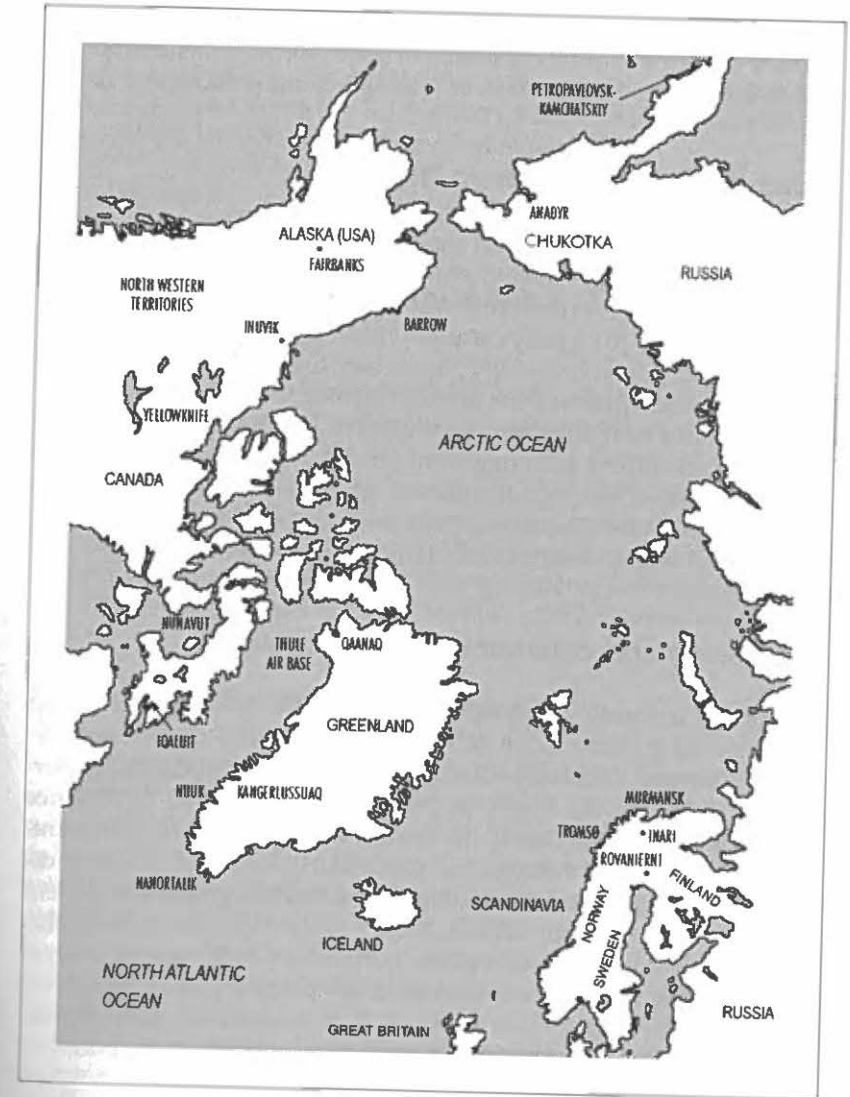 PETROPAVLOVSK-
KAMCHATSKIY
ANADYR
CHUKOTKA
ALASKA (USA)
FAIRBANKS
RUSSIA
NORTH WESTERN
TERRITORIES
INUVIK
BARROW
YELLOWKNIFE
ARCTIC OCEAN
CANADA
NUNAVUT
THULE
AIR BASE
QAANAQ
GREENLAND
IQALUIT
NUUK
KANGERLUSSUAQ
MURMANSK
TROMSØ
INARI
ROVANIERNI
NANORTALIK
FINLAND
SCANDINAVIA
NORWAY
SWEDEN
ICELAND
NORTH ATLANTIC
OCEAN
RUSSIA
GREAT BRITAIN